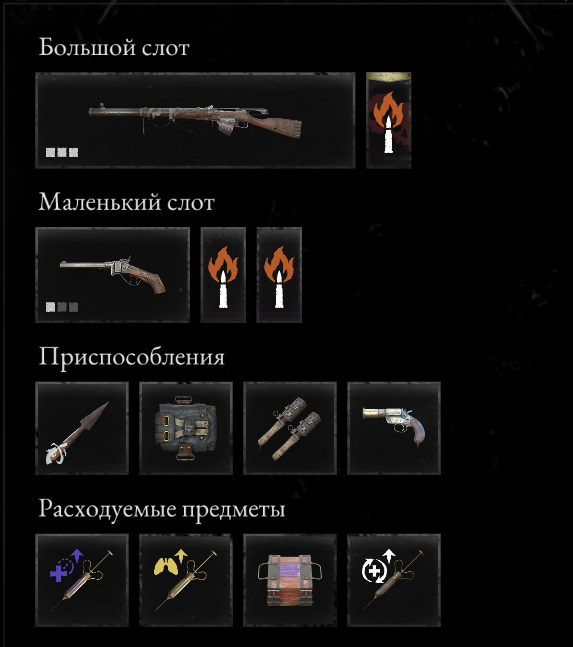 Большой слот
Маленький слот
Приспособления
Расходуемые предметы